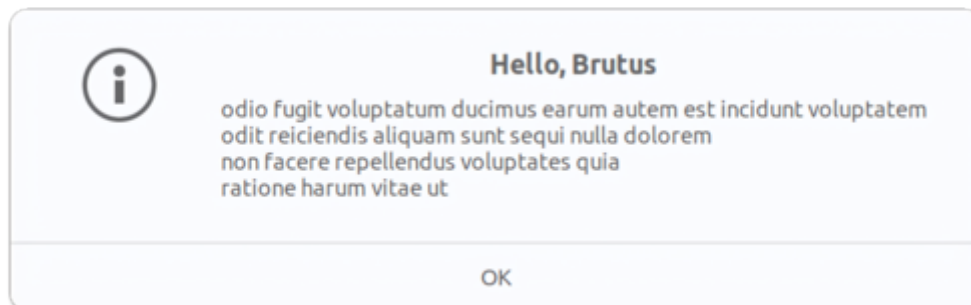 Hello, Brutus
odio fugit voluptatum ducimus earum autem est incidunt voluptatem
odit reiciendis aliquam sunt sequi nulla dolorem
non facere repellendus voluptates quia
ratione harum vitae ut
OK